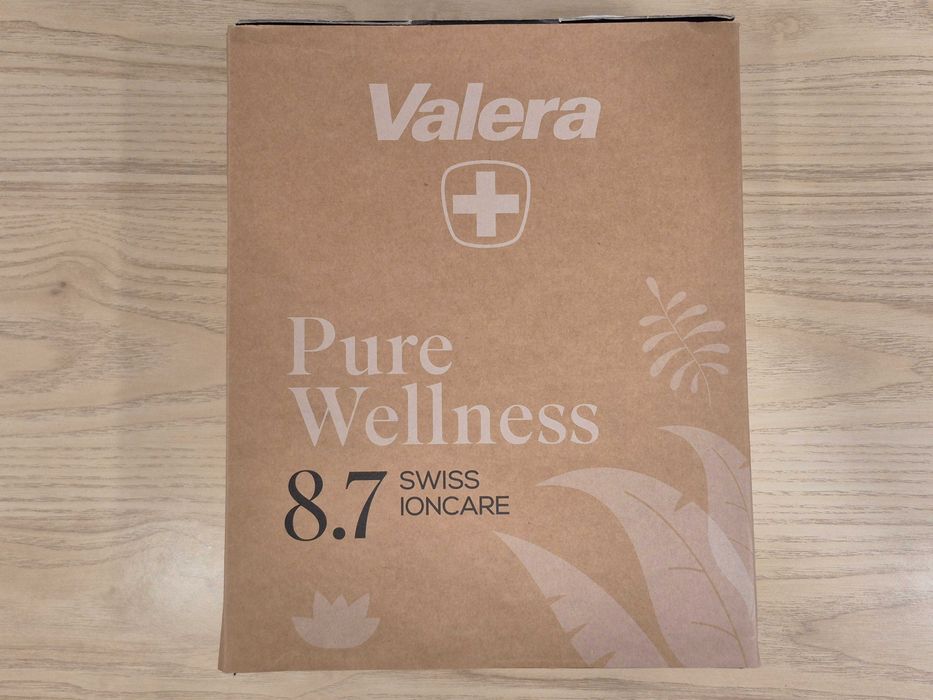 Valera
Pure
Wellness
8.7 SWISS
IONCARE